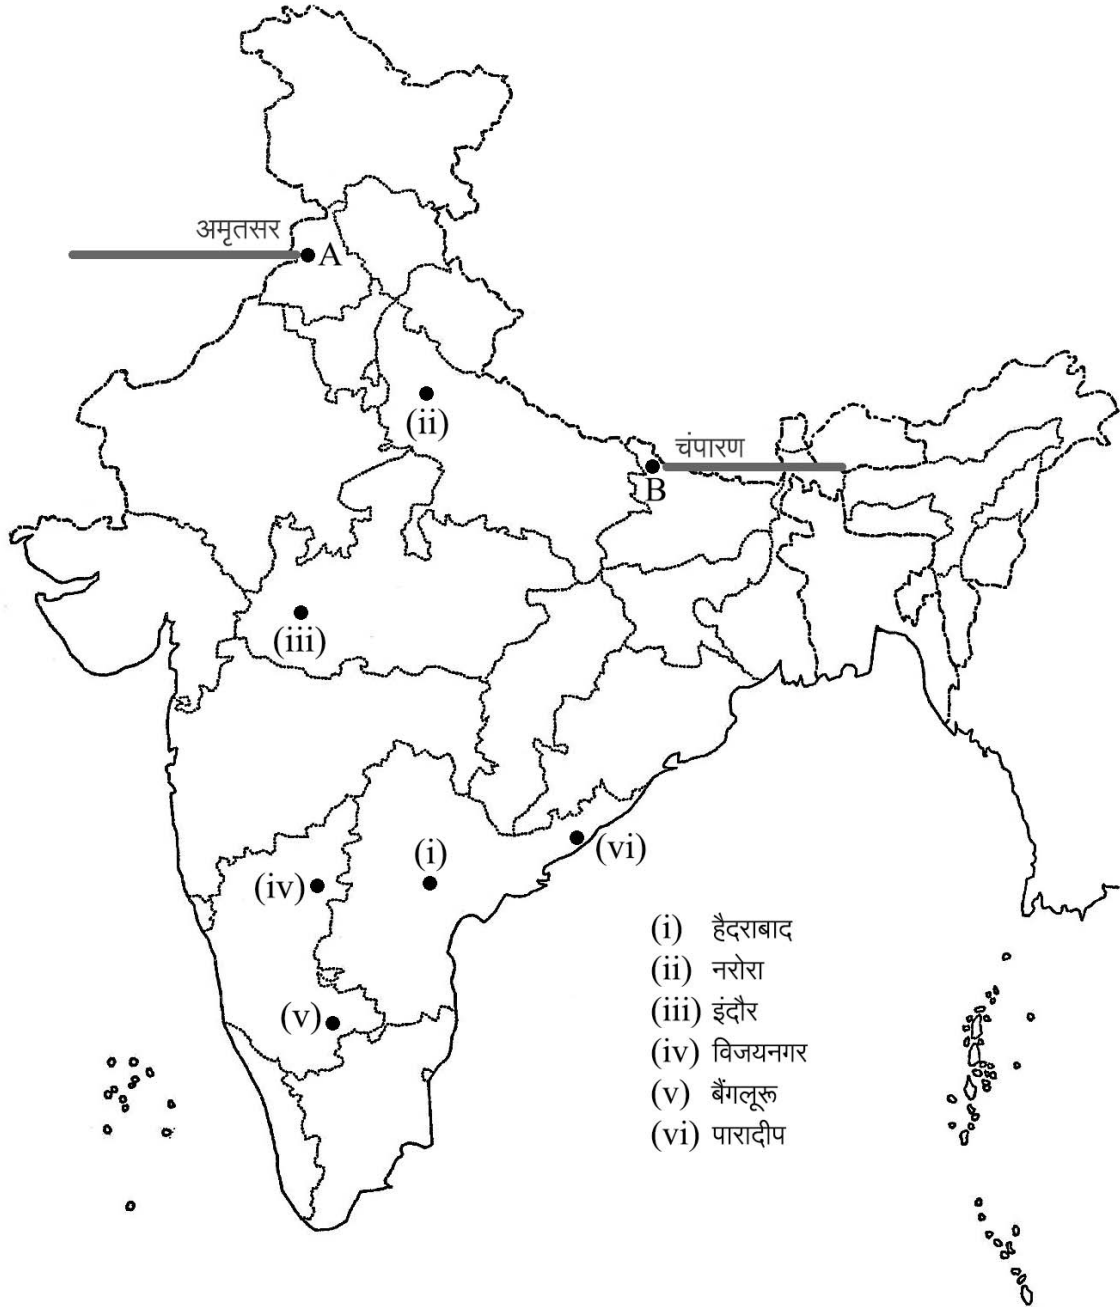 अमृतसर
A
(ii)
चंपारण
B
(iii)
(i)
(vi)
(iv)
(v)
(i) हैदराबाद
(ii) नरोरा
(iii) इंदौर
(iv) विजयनगर
(v) बैंगलूरू
(vi) पारादीप